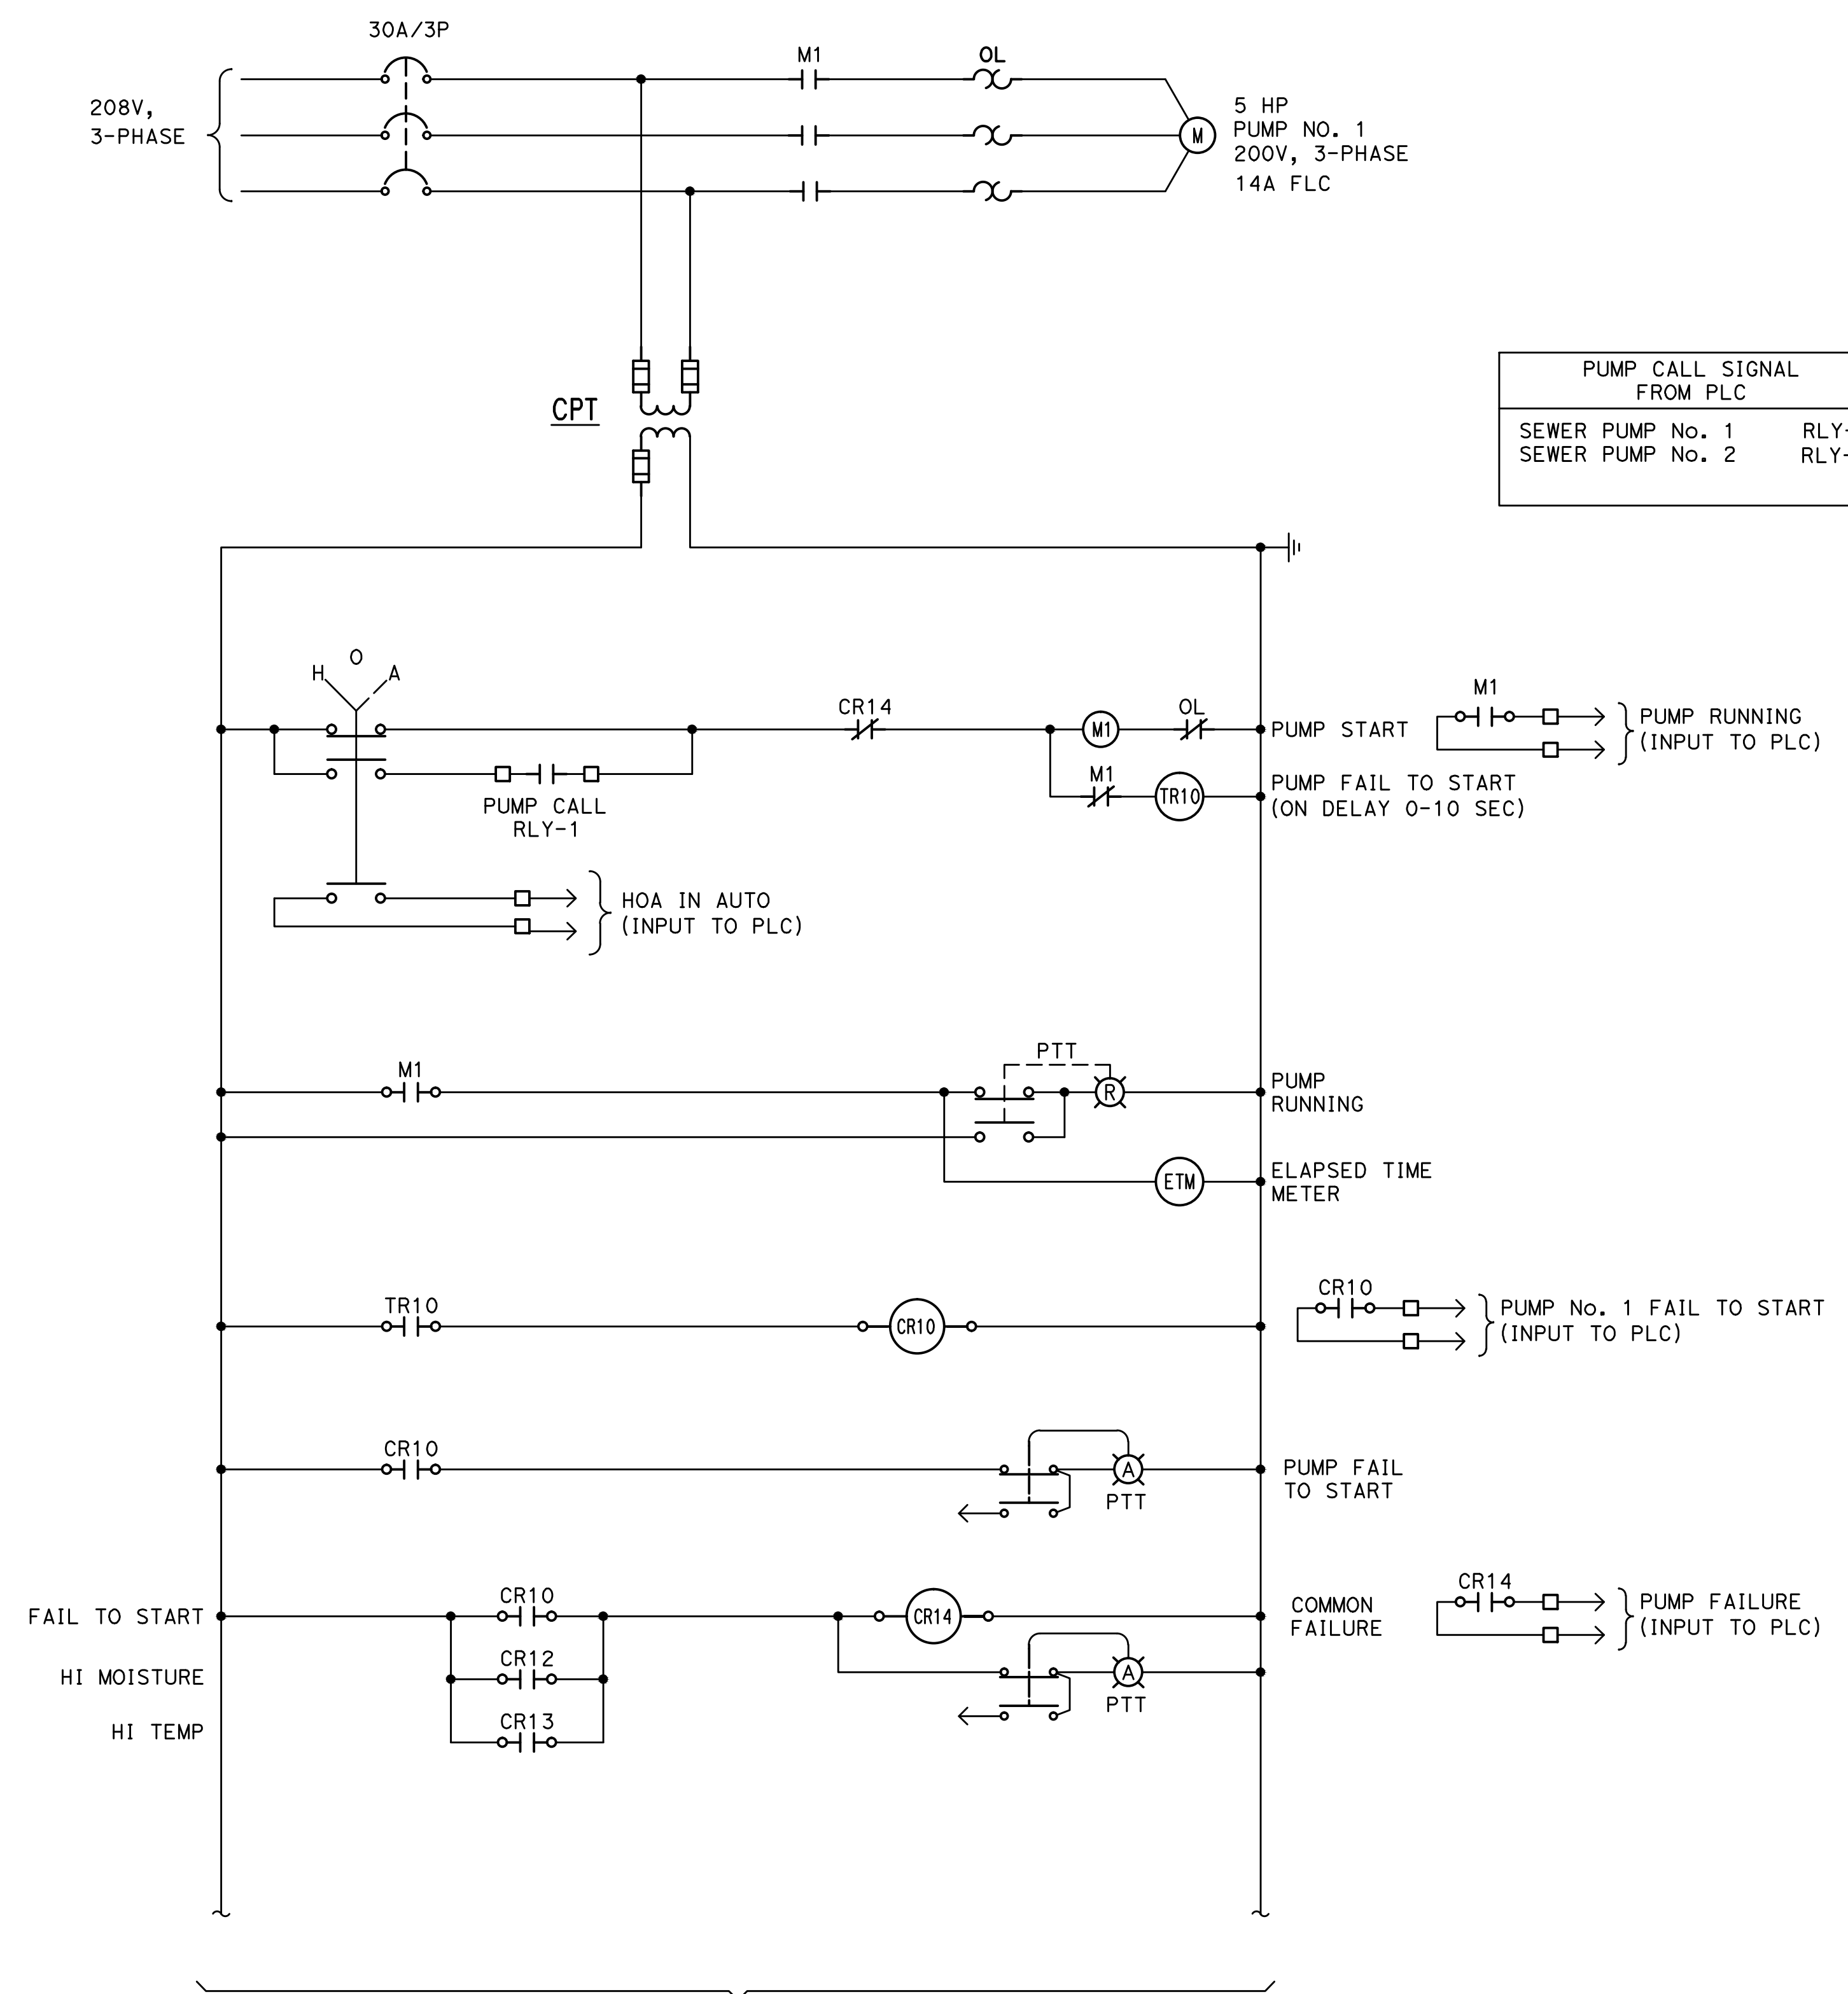 30A/3P
M1
OL
208V,
3-PHASE
5 HP
PUMP NO. 1
200V, 3-PHASE
14A FLC
M
CPT
PUMP CALL SIGNAL
FROM PLC
SEWER PUMP No. 1 RLY-
SEWER PUMP No. 2 RLY-
H O A
CR14
M1
OL
PUMP START
M1
PUMP RUNNING
(INPUT TO PLC)
PUMP CALL
RLY-1
M1
TR10
PUMP FAIL TO START
(ON DELAY 0-10 SEC)
HOA IN AUTO
(INPUT TO PLC)
M1
PTT
R
PUMP
RUNNING
ETM
ELAPSED TIME
METER
TR10
CR10
CR10
PUMP No. 1 FAIL TO START
(INPUT TO PLC)
CR10
A
PTT
PUMP FAIL
TO START
FAIL TO START
CR10
CR14
COMMON
FAILURE
CR14
PUMP FAILURE
(INPUT TO PLC)
HI MOISTURE
CR12
A
PTT
HI TEMP
CR13